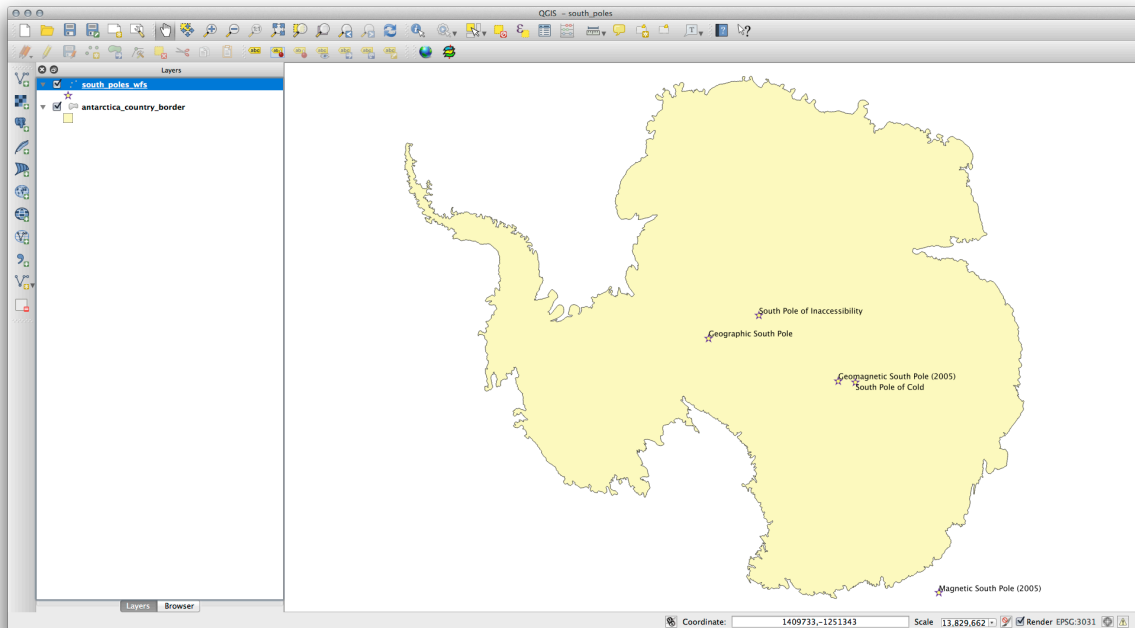 QGIS – south_poles
Layers
south_poles_wfs
antarctica_country_border
South Pole of Inaccessibility
Geographic South Pole
Geomagnetic South Pole (2005)
South Pole of Cold
Magnetic South Pole (2005)
Layers Browser
Coordinate: 1409733,-1251343 Scale 13,829,662 Render EPSG:3031